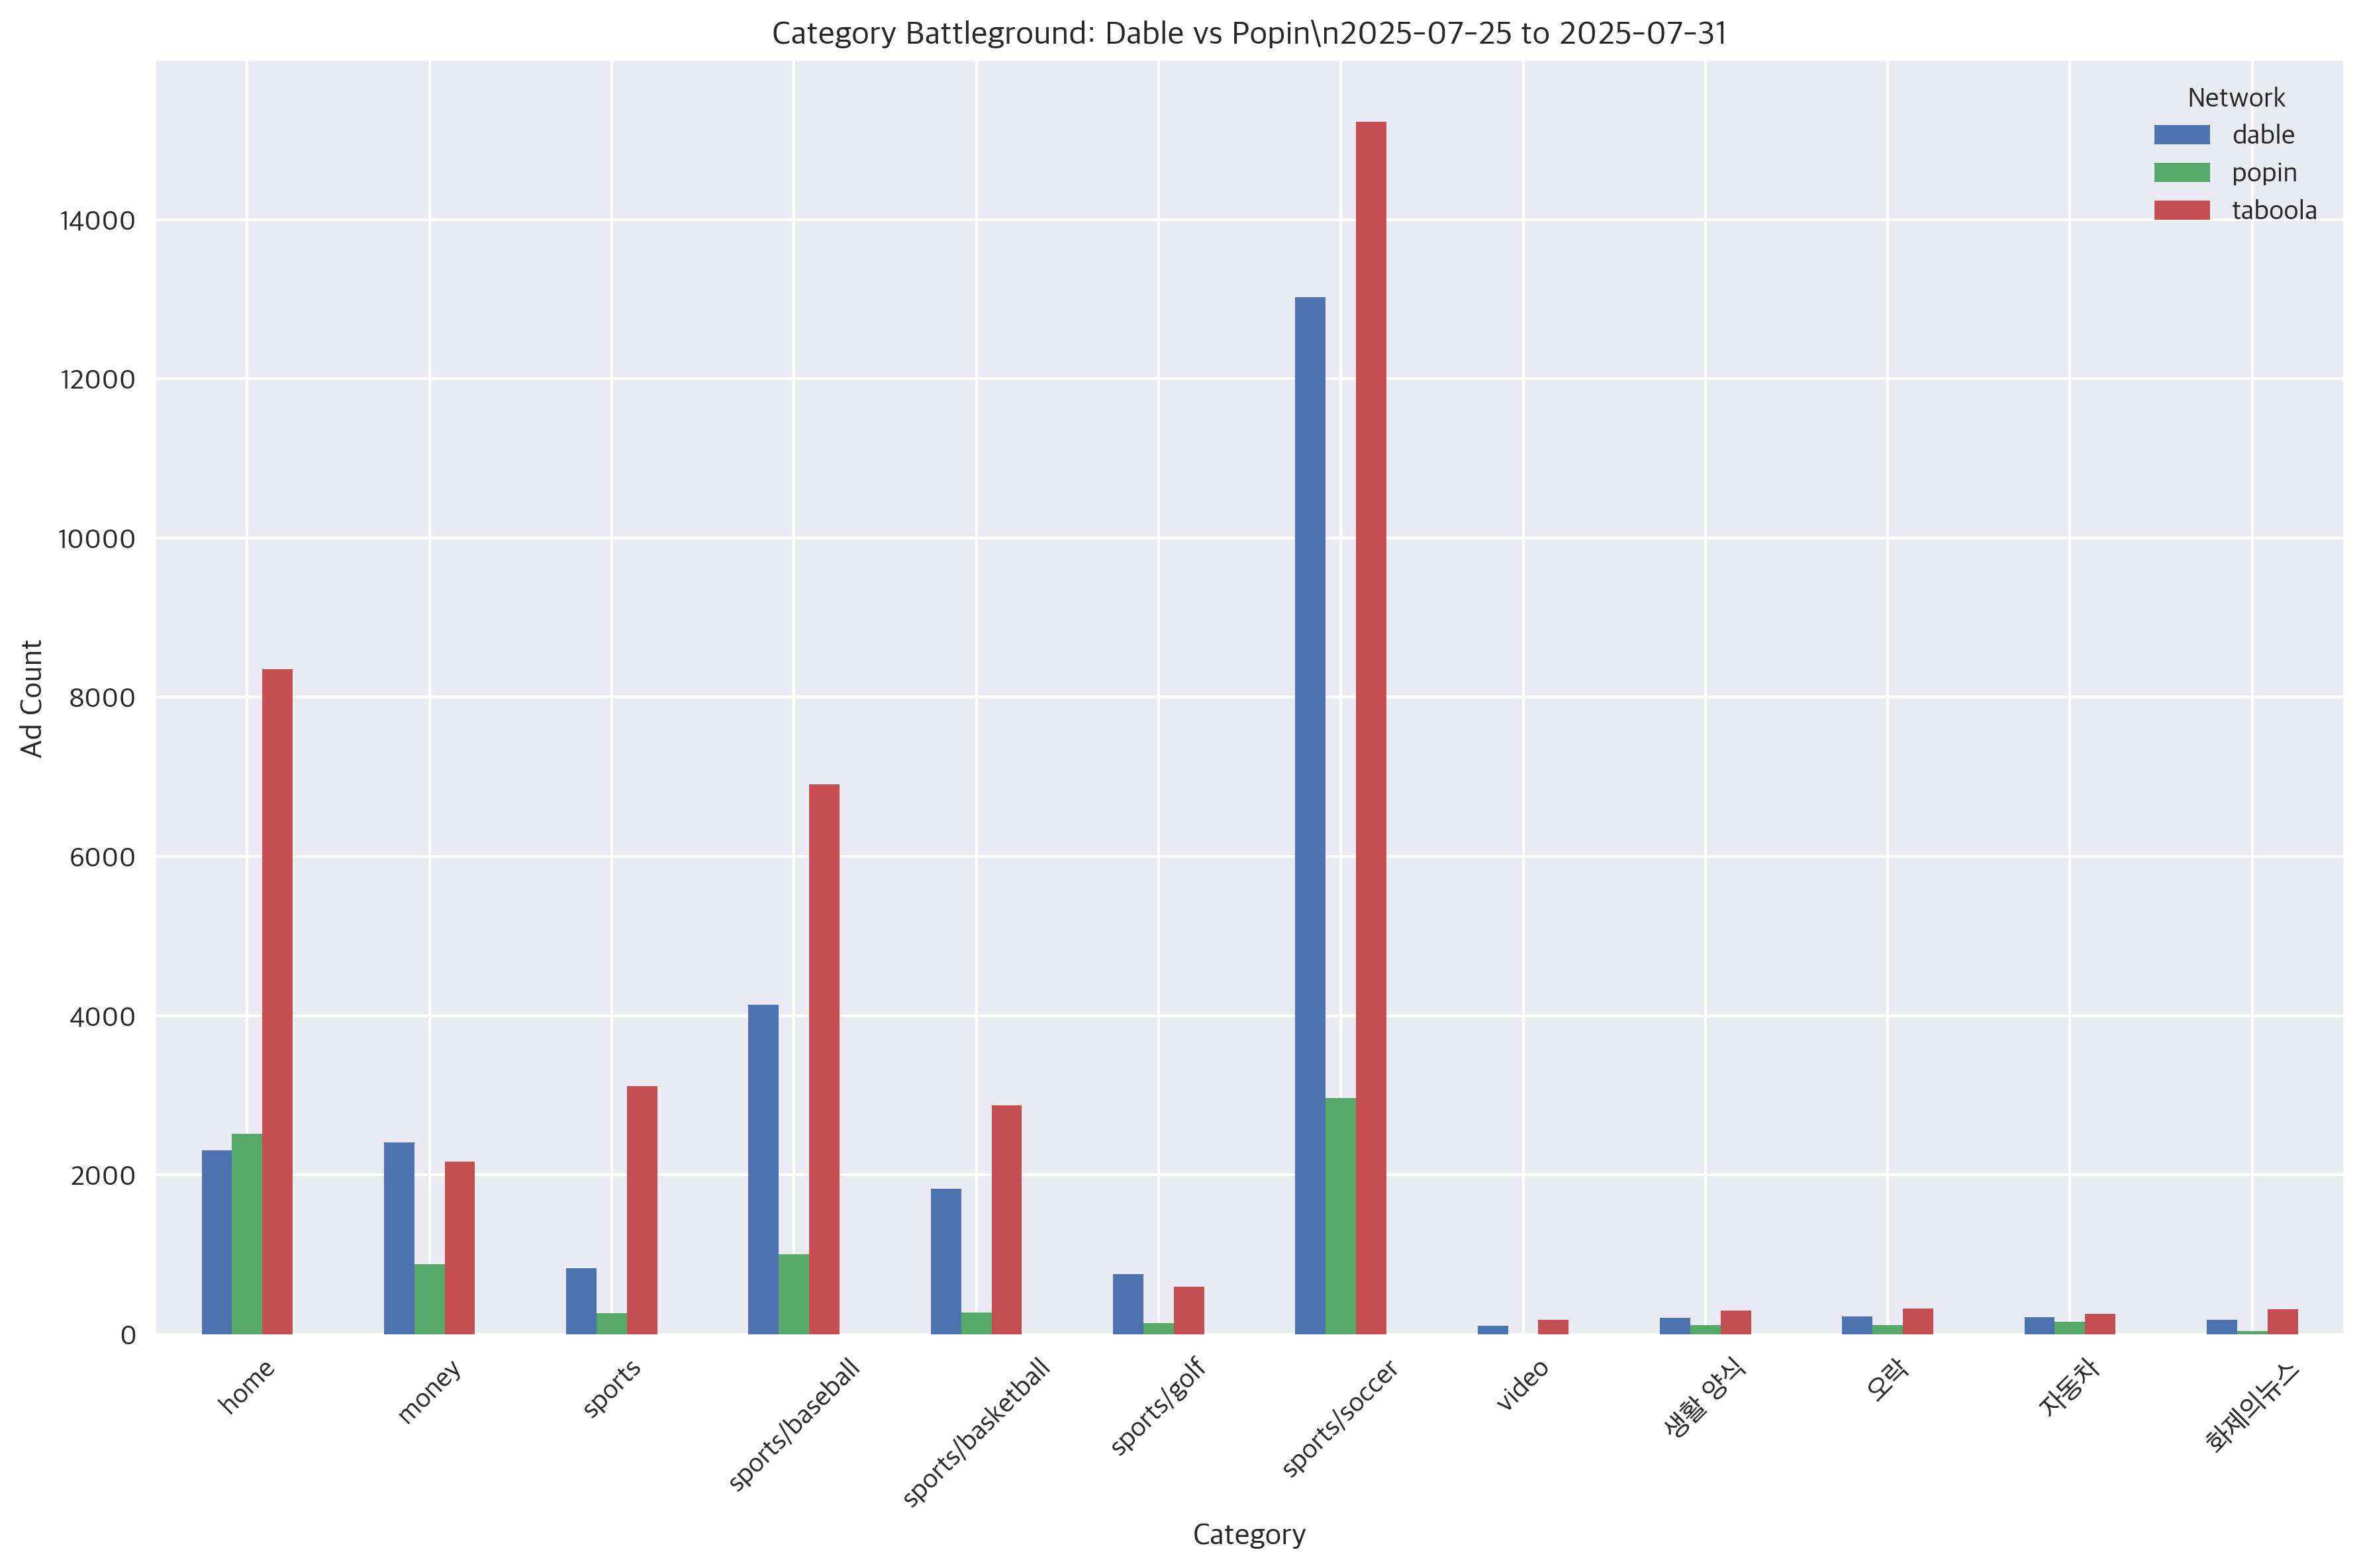 Category Battleground: Dable vs Popin\n2025-07-25 to 2025-07-31
Network
dable
popin
taboola
Ad Count
14000
12000
10000
8000
6000
4000
2000
0
home
money
sports
sports/baseball
sports/basketball
sports/golf
sports/soccer
video
생활 양식
오락
자동차
화제의뉴스
Category